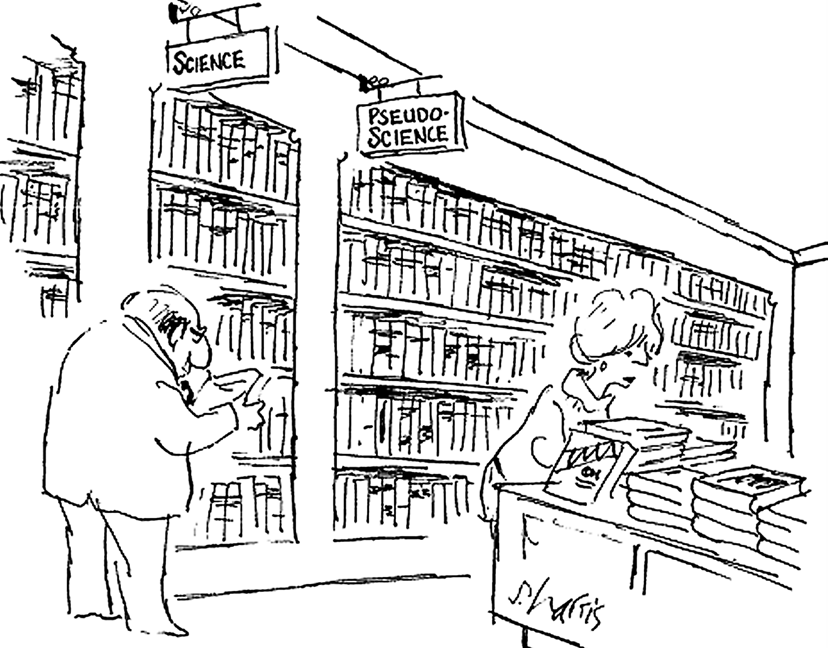 SCIENCE
PSEUDO-
SCIENCE
S. Harris